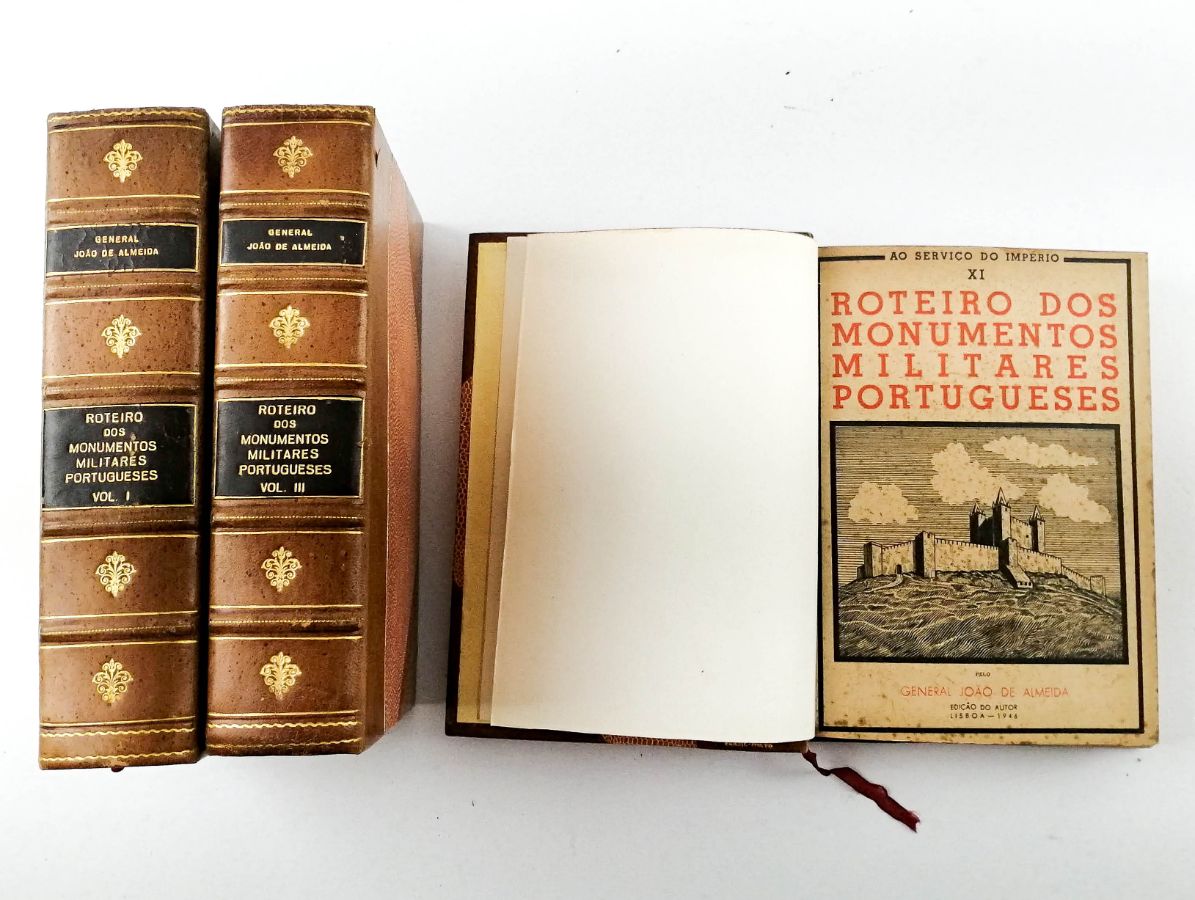 GENERAL
JOÃO DE ALMEIDA
ROTEIRO
DOS
MONUMENTOS
MILITARES
PORTUGUESES
VOL. I
GENERAL
JOÃO DE ALMEIDA
ROTEIRO
DOS
MONUMENTOS
MILITARES
PORTUGUESES
VOL. III
AO SERVIÇO DO IMPÉRIO
XI
ROTEIRO DOS
MONUMENTOS
MILITARES
PORTUGUESES
PELO
GENERAL JOÃO DE ALMEIDA
EDIÇÃO DO AUTOR
LISBOA — 1946